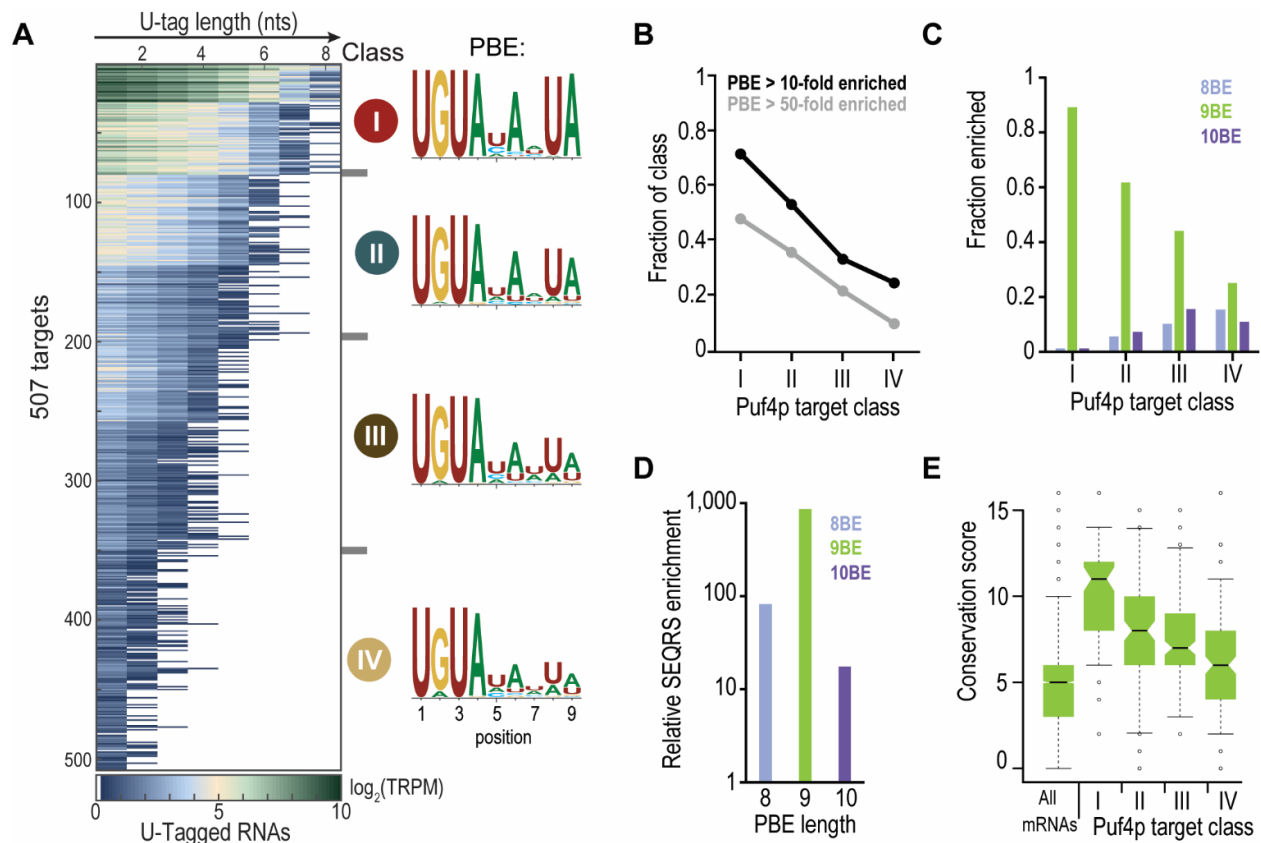 A
U-tag length (nts)
2 4 6 8
Class
PBE:
507 targets
100
200
300
400
500
I
UGUAUA UA
II
UGUAUAUUA
III
UGUAUAUUA
IV
UGUAUAUUA
1 3 5 7 9
position
0 5 10
log2(TRPM)
U-Tagged RNAs
B
PBE > 10-fold enriched
PBE > 50-fold enriched
Fraction of class
1
0.8
0.6
0.4
0.2
0
I II III IV
Puf4p target class
C
8BE
9BE
10BE
Fraction enriched
1
0.8
0.6
0.4
0.2
0
I II III IV
Puf4p target class
D
8BE
9BE
10BE
Relative SEQRS enrichment
1,000
100
10
1
8 9 10
PBE length
E
Conservation score
15
10
5
0
All
mRNAs
I II III IV
Puf4p target class